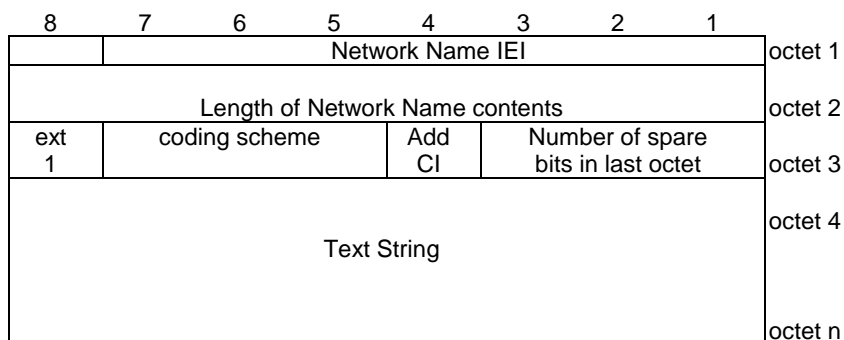 8 7 6 5 4 3 2 1
Network Name IEI octet 1
Length of Network Name contents octet 2
ext coding scheme Add Number of spare
1 CI bits in last octet octet 3
octet 4
Text String
octet n